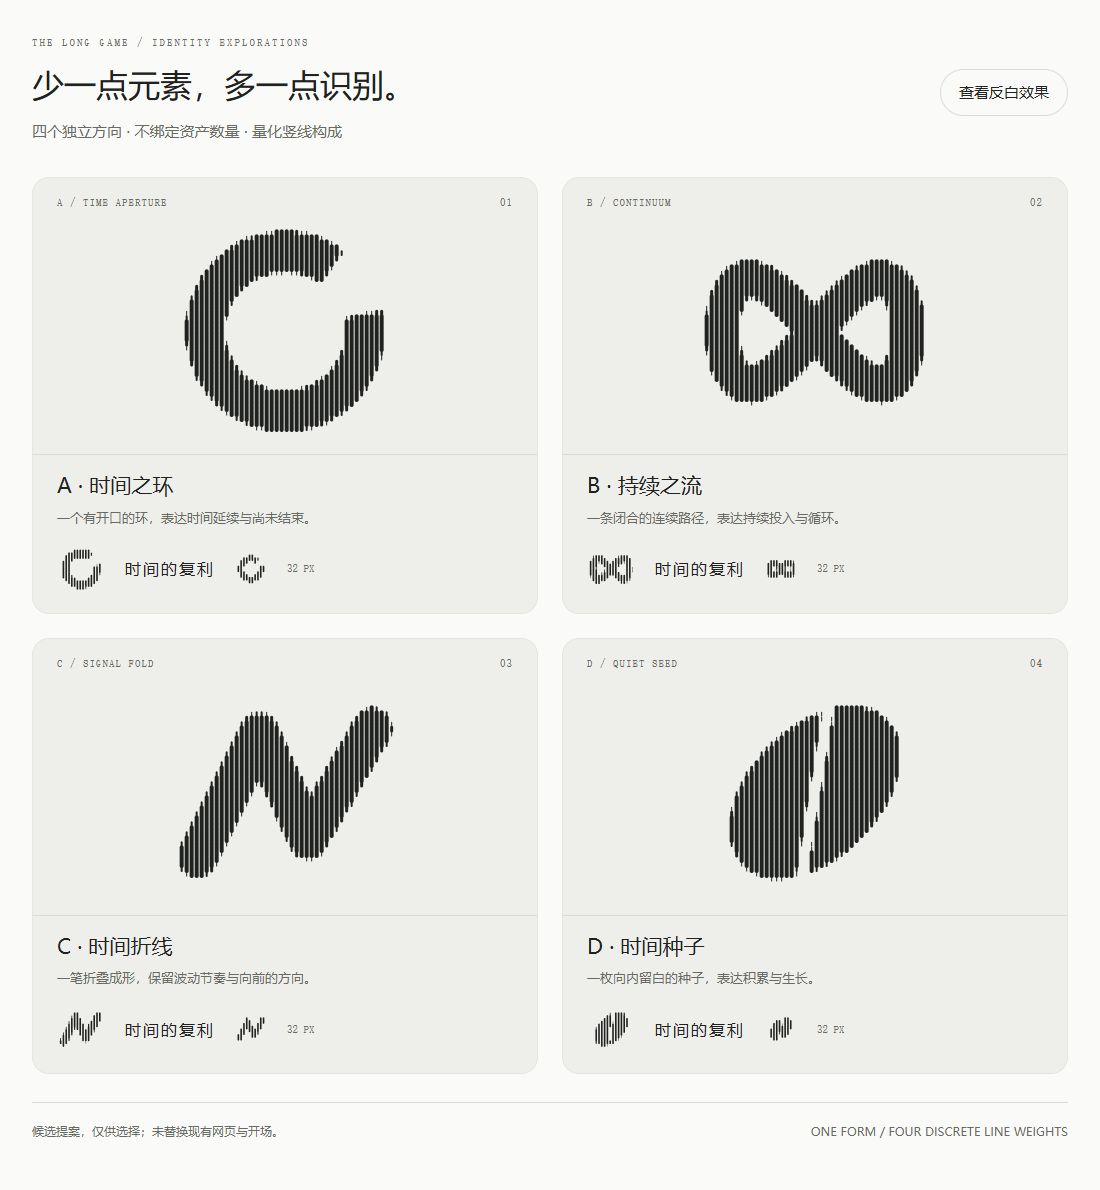 THE LONG GAME / IDENTITY EXPLORATIONS
少一点元素，多一点识别。
查看反白效果
四个独立方向 · 不绑定资产数量 · 量化竖线构成
A / TIME APERTURE
01
B / CONTINUUM
02
A · 时间之环
一个有开口的环，表达时间延续与尚未结束。
时间的复利
32 PX
B · 持续之流
一条闭合的连续路径，表达持续投入与循环。
时间的复利
32 PX
C / SIGNAL FOLD
03
D / QUIET SEED
04
C · 时间折线
一笔折叠成形，保留波动节奏与向前的方向。
时间的复利
32 PX
D · 时间种子
一枚向内留白的种子，表达积累与生长。
时间的复利
32 PX
候选提案，仅供选择；未替换现有网页与开场。
ONE FORM / FOUR DISCRETE LINE WEIGHTS